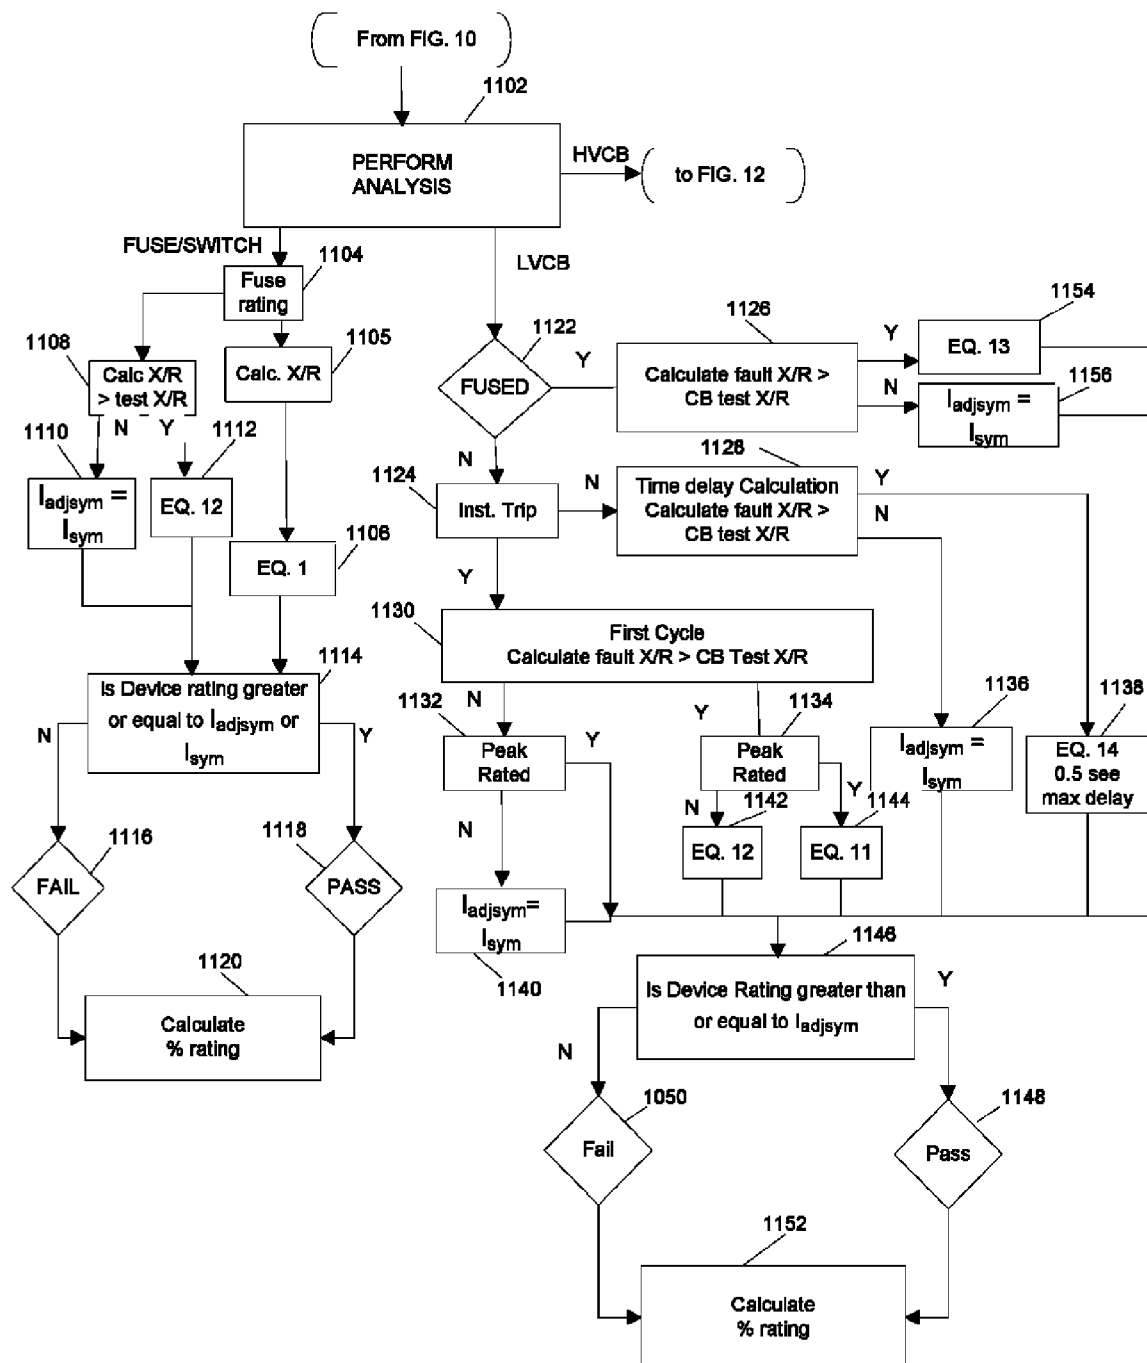 From FIG. 10
1102
PERFORM
ANALYSIS
HVCB
to FIG. 12
FUSE/SWITCH
LVCB
1104
Fuse
rating
1108
Calc X/R
> test X/R
1105
Calc. X/R
1122
FUSED
Y
1126
Calculate fault X/R >
CB test X/R
Y
1154
EQ. 13
N
1156
Iadjsym =
Isym
1110
N
Y
1112
Iadjsym =
Isym
EQ. 12
1106
EQ. 1
N
1124
Inst. Trip
N
1128
Time delay Calculation
Calculate fault X/R >
CB test X/R
Y
N
Y
1130
First Cycle
Calculate fault X/R > CB Test X/R
1114
Is Device rating greater
or equal to Iadjsym or
Isym
N
Y
1132
N
Peak
Rated
Y
N
Y
1134
Peak
Rated
N
1142
EQ. 12
Y
1144
EQ. 11
1136
Iadjsym =
Isym
1138
EQ. 14
0.5 see
max delay
1116
FAIL
1118
PASS
Iadjsym=
Isym
1140
1120
Calculate
% rating
1146
Is Device Rating greater than
or equal to Iadjsym
N
Y
1050
Fail
1148
Pass
1152
Calculate
% rating